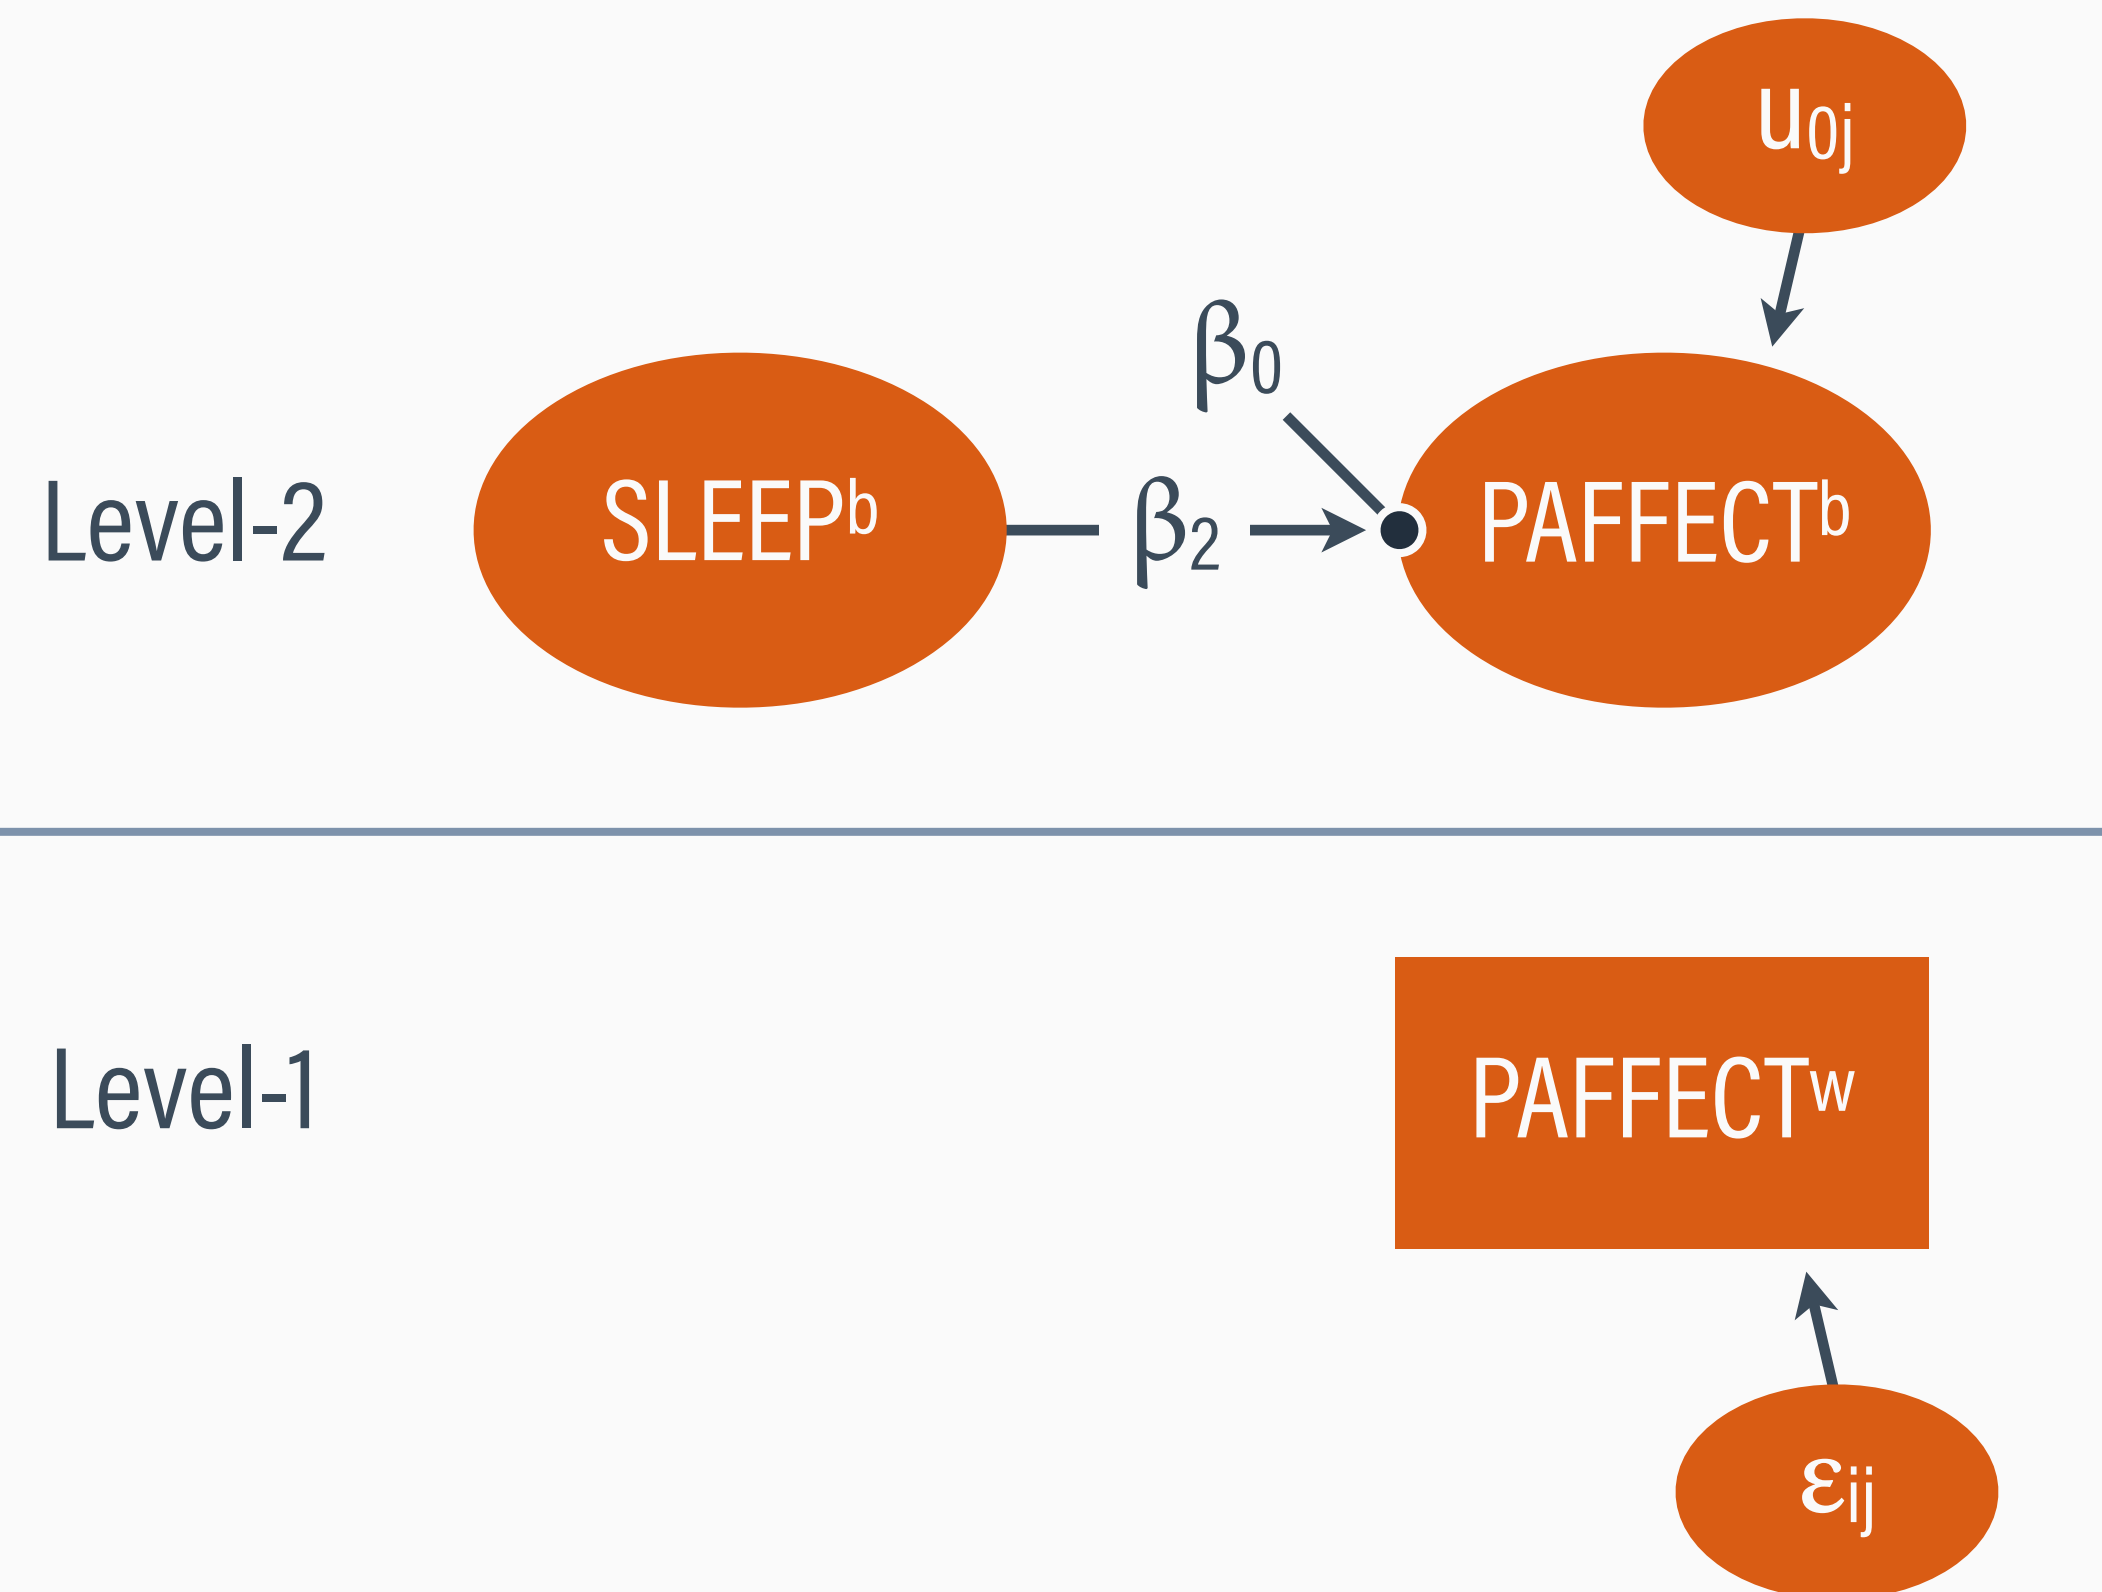 u₀ⱼ
β₀
Level-2 SLEEPᵇ β₂ PAFFECTᵇ
Level-1 PAFFECTʷ
εᵢⱼ